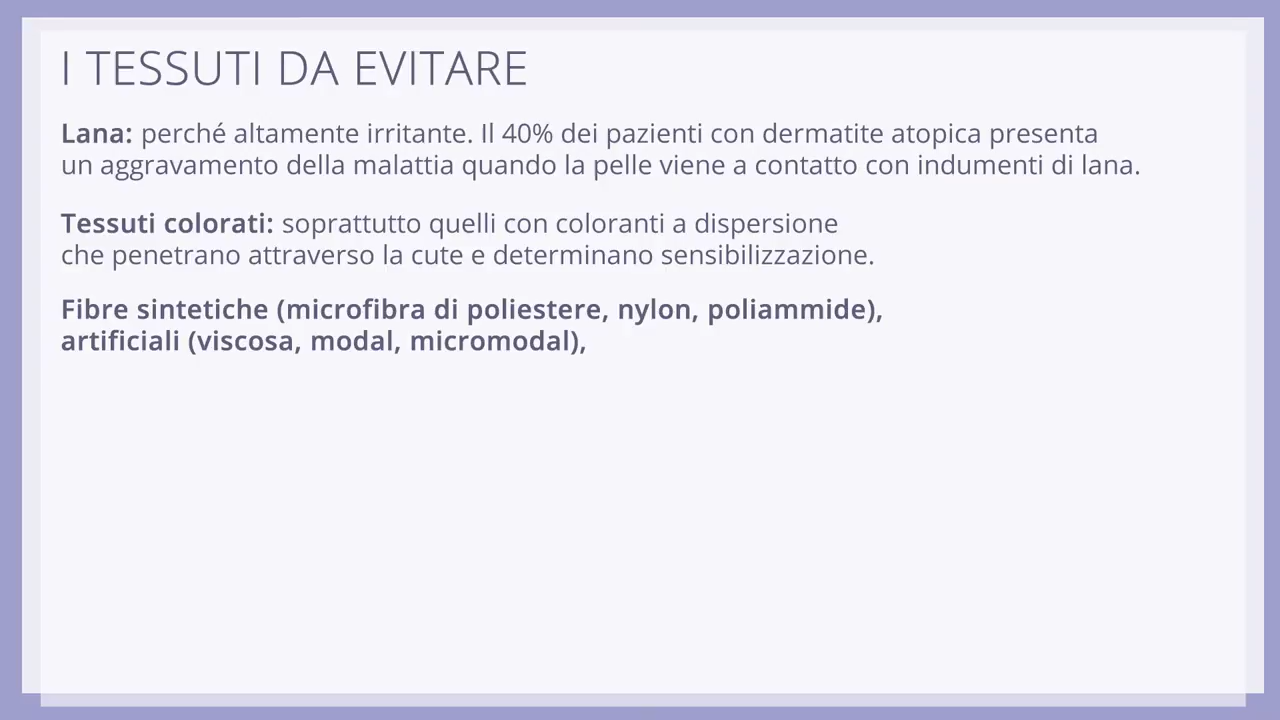 I TESSUTI DA EVITARE
Lana: perché altamente irritante. Il 40% dei pazienti con dermatite atopica presenta
un aggravamento della malattia quando la pelle viene a contatto con indumenti di lana.
Tessuti colorati: soprattutto quelli con coloranti a dispersione
che penetrano attraverso la cute e determinano sensibilizzazione.
Fibre sintetiche (microfibra di poliestere, nylon, poliammide),
artificiali (viscosa, modal, micromodal),